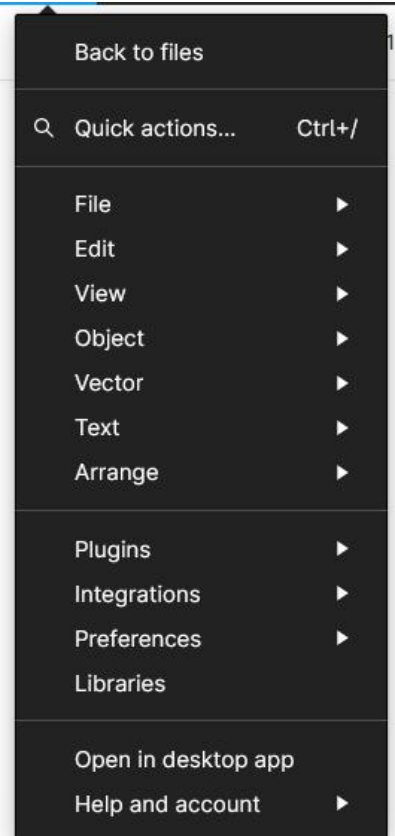 Back to files
Quick actions... Ctrl+/
File
Edit
View
Object
Vector
Text
Arrange
Plugins
Integrations
Preferences
Libraries
Open in desktop app
Help and account